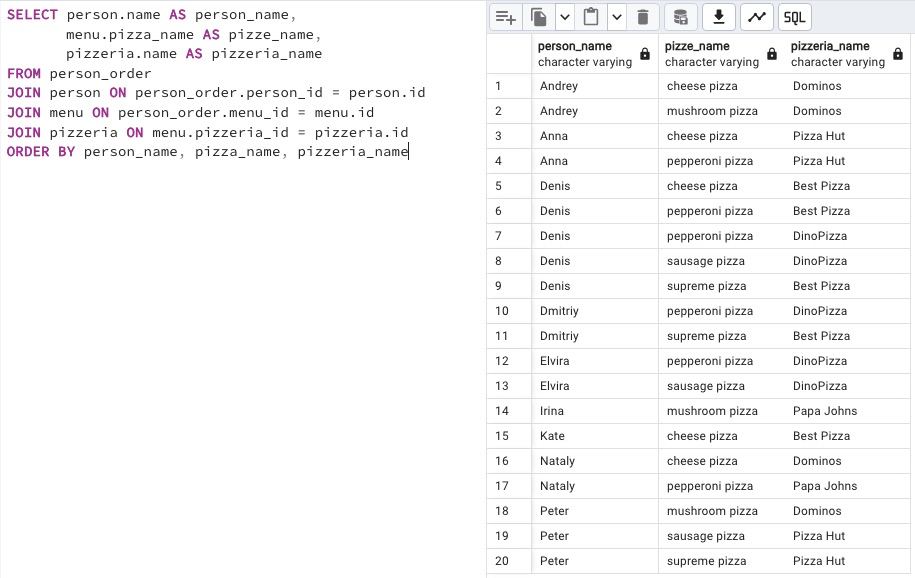 SELECT person.name AS person_name,
menu.pizza_name AS pizze_name,
pizzeria.name AS pizzeria_name
FROM person_order
JOIN person ON person_order.person_id = person.id
JOIN menu ON person_order.menu_id = menu.id
JOIN pizzeria ON menu.pizzeria_id = pizzeria.id
ORDER BY person_name, pizza_name, pizzeria_name
SQL
person_name pizze_name pizzeria_name
character varying character varying character varying
1 Andrey cheese pizza Dominos
2 Andrey mushroom pizza Dominos
3 Anna cheese pizza Pizza Hut
4 Anna pepperoni pizza Pizza Hut
5 Denis cheese pizza Best Pizza
6 Denis pepperoni pizza Best Pizza
7 Denis pepperoni pizza DinoPizza
8 Denis sausage pizza DinoPizza
9 Denis supreme pizza Best Pizza
10 Dmitriy pepperoni pizza DinoPizza
11 Dmitriy supreme pizza Best Pizza
12 Elvira pepperoni pizza DinoPizza
13 Elvira sausage pizza DinoPizza
14 Irina mushroom pizza Papa Johns
15 Kate cheese pizza Best Pizza
16 Nataly cheese pizza Dominos
17 Nataly pepperoni pizza Papa Johns
18 Peter mushroom pizza Dominos
19 Peter sausage pizza Pizza Hut
20 Peter supreme pizza Pizza Hut